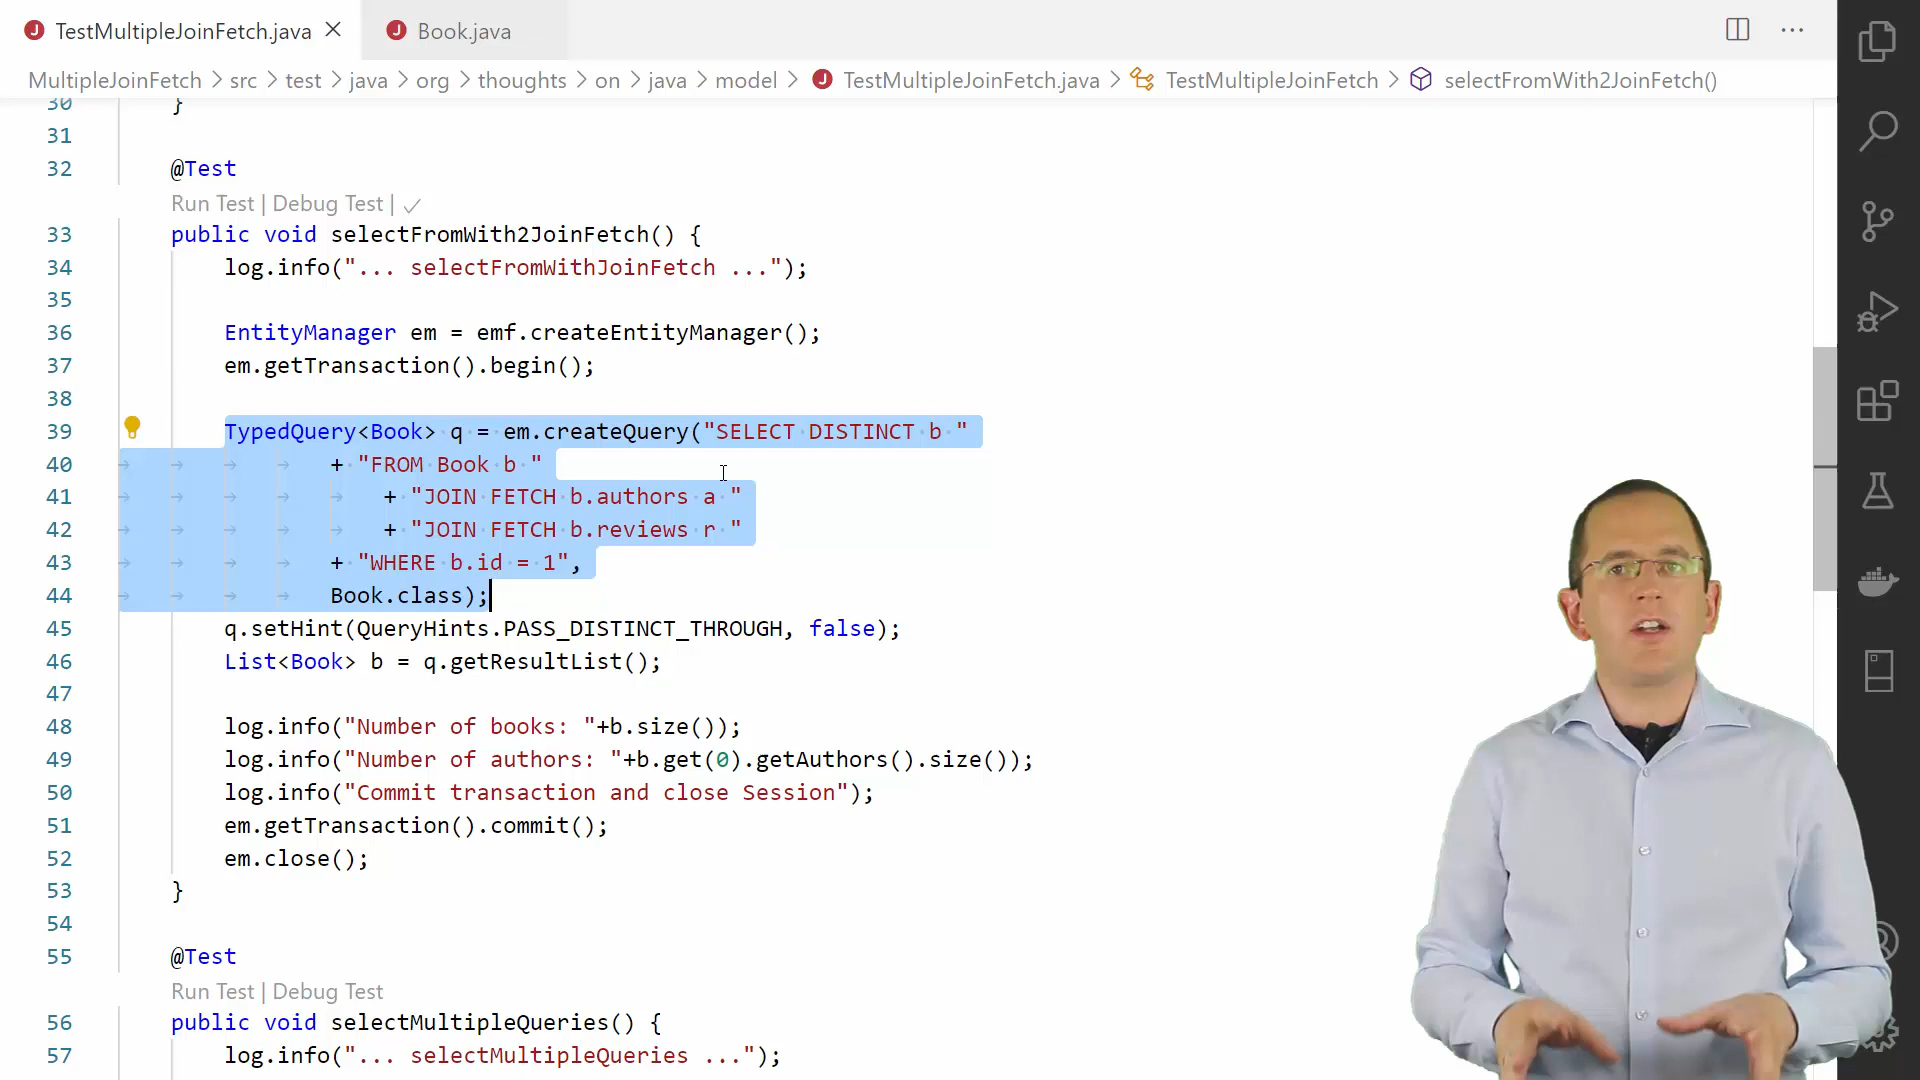 TestMultipleJoinFetch.java
Book.java
MultipleJoinFetch > src > test > java > org > thoughts > on > java > model > TestMultipleJoinFetch.java > TestMultipleJoinFetch > selectFromWith2JoinFetch()
30 }
31
32 @Test
Run Test | Debug Test | ✓
33 public void selectFromWith2JoinFetch() {
34 log.info("... selectFromWithJoinFetch ...");
35
36 EntityManager em = emf.createEntityManager();
37 em.getTransaction().begin();
38
39 TypedQuery<Book> q = em.createQuery("SELECT DISTINCT b "
40 + "FROM Book b "
41 + "JOIN FETCH b.authors a "
42 + "JOIN FETCH b.reviews r "
43 + "WHERE b.id = 1",
44 Book.class);
45 q.setHint(QueryHints.PASS_DISTINCT_THROUGH, false);
46 List<Book> b = q.getResultList();
47
48 log.info("Number of books: "+b.size());
49 log.info("Number of authors: "+b.get(0).getAuthors().size());
50 log.info("Commit transaction and close Session");
51 em.getTransaction().commit();
52 em.close();
53 }
54
55 @Test
Run Test | Debug Test
56 public void selectMultipleQueries() {
57 log.info("... selectMultipleQueries ...");